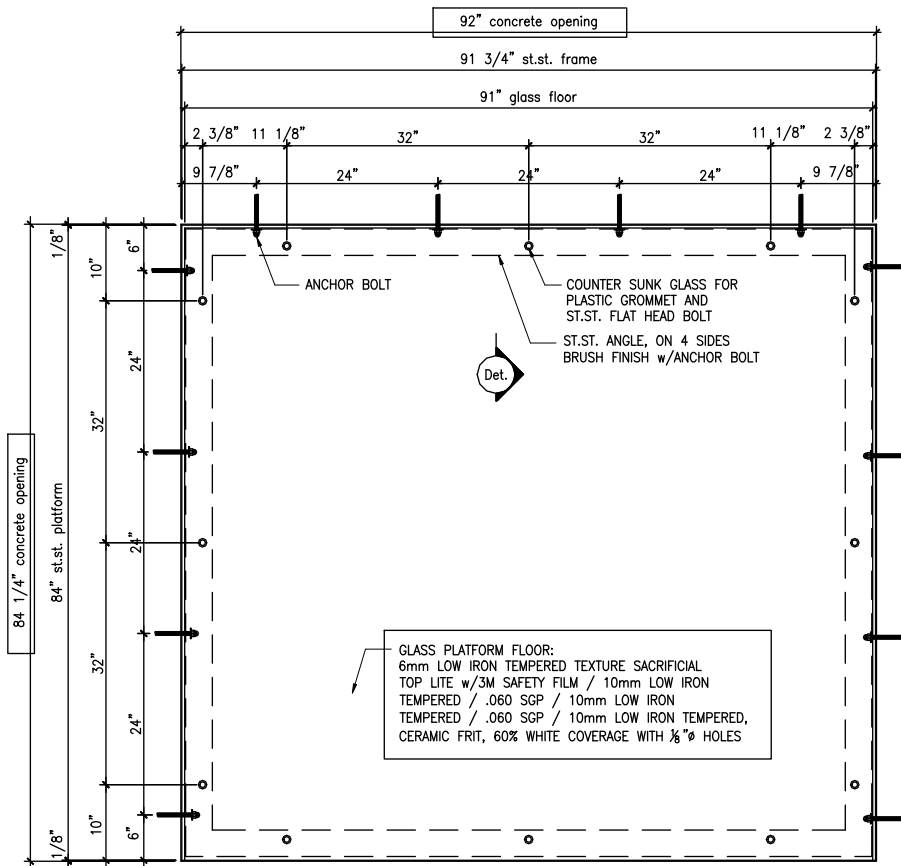 92" concrete opening
91 3/4" st.st. frame
91" glass floor
2 3/8" 11 1/8" 32" 32" 11 1/8" 2 3/8"
9 7/8" 24" 24" 24" 9 7/8"
1/8"
10"
6"
ANCHOR BOLT
COUNTER SUNK GLASS FOR
PLASTIC GROMMET AND
ST.ST. FLAT HEAD BOLT
ST.ST. ANGLE, ON 4 SIDES
BRUSH FINISH w/ANCHOR BOLT
Det.
24"
32"
84 1/4" concrete opening
84" st.st. platform
24"
32"
24"
GLASS PLATFORM FLOOR:
6mm LOW IRON TEMPERED TEXTURE SACRIFICIAL
TOP LITE w/3M SAFETY FILM / 10mm LOW IRON
TEMPERED / .060 SGP / 10mm LOW IRON
TEMPERED / .060 SGP / 10mm LOW IRON TEMPERED,
CERAMIC FRIT, 60% WHITE COVERAGE WITH ⅛"ø HOLES
1/8"
10"
6"